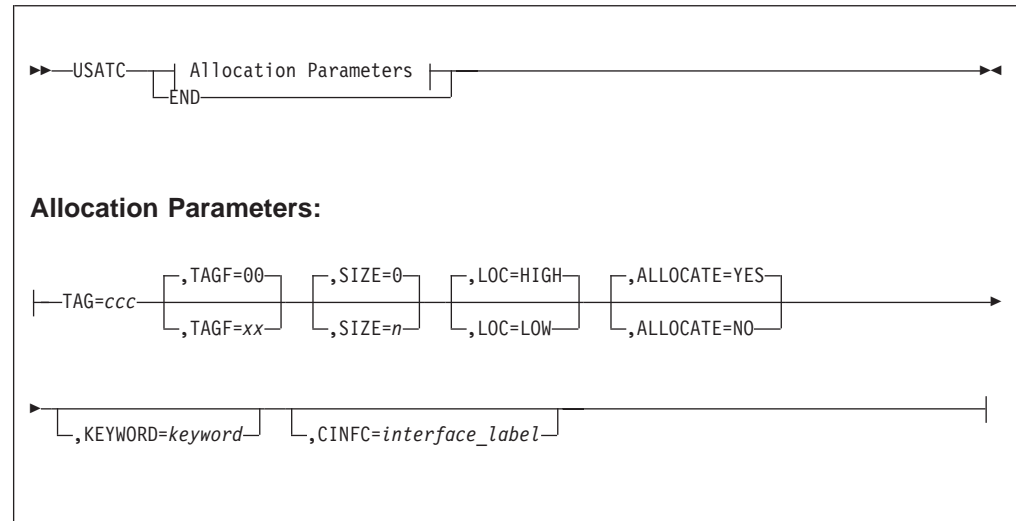 USATC Allocation Parameters
END
Allocation Parameters:
,TAGF=00 ,SIZE=0 ,LOC=HIGH ,ALLOCATE=YES
TAG=ccc
,TAGF=xx ,SIZE=n ,LOC=LOW ,ALLOCATE=NO
,KEYWORD=keyword ,CINFC=interface_label